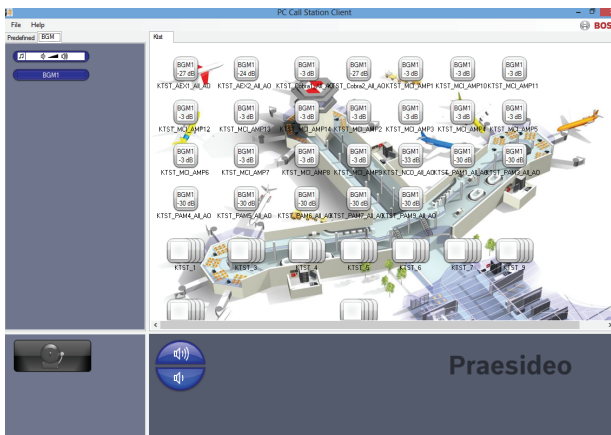 PC Call Station Client
File Help
BOS
Predefined BGM
Klst
BGM1
BGM1 BGM1 BGM1 BGM1 BGM1 BGM1 BGM1
-27 dB -24 dB -3 dB -27 dB -3 dB -3 dB -3 dB
KTST_AEX1_All_AO KTST_AEX2_All_AO KTST_Cobra1_All_AO KTST_Cobra2_All_AO KTST_MCI_AMP1 KTST_MCI_AMP10 KTST_MCI_AMP11
BGM1 BGM1 BGM1 BGM1 BGM1 BGM1 BGM1
-3 dB -3 dB -3 dB -3 dB -3 dB -3 dB -3 dB
KTST_MCI_AMP12 KTST_MCI_AMP13 KTST_MCI_AMP14 KTST_MCI_AMP2 KTST_MCI_AMP3 KTST_MCI_AMP4 KTST_MCI_AMP5
BGM1 BGM1 BGM1 BGM1 BGM1 BGM1 BGM1
-3 dB -3 dB -3 dB -3 dB -33 dB -30 dB -30 dB
KTST_MCI_AMP6 KTST_MCI_AMP7 KTST_MCI_AMP8 KTST_MCI_AMP9 KTST_NCO_All_AO KTST_PAM1_All_AO KTST_PAM3_All_AO
BGM1 BGM1 BGM1 BGM1 BGM1
-30 dB -30 dB -30 dB -30 dB -30 dB
KTST_PAM4_All_AO KTST_PAM5_All_AO KTST_PAM6_All_AO KTST_PAM7_All_AO KTST_PAM9_All_AO
KTST_1 KTST_3 KTST_4 KTST_5 KTST_6 KTST_7 KTST_9
Praesideo